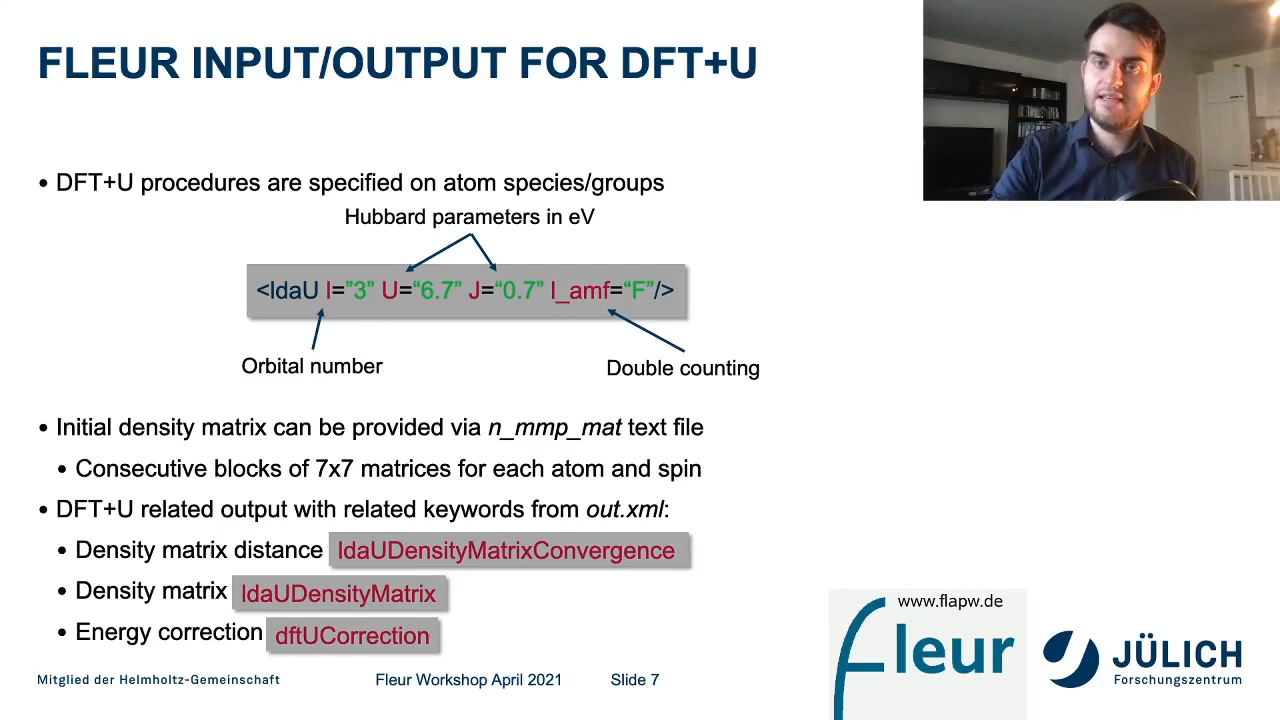 FLEUR INPUT/OUTPUT FOR DFT+U
• DFT+U procedures are specified on atom species/groups
Hubbard parameters in eV
<ldaU l=”3” U=“6.7” J=“0.7” l_amf=“F”/>
Orbital number
Double counting
• Initial density matrix can be provided via n_mmp_mat text file
• Consecutive blocks of 7x7 matrices for each atom and spin
• DFT+U related output with related keywords from out.xml:
• Density matrix distance ldaUDensityMatrixConvergence
• Density matrix ldaUDensityMatrix
• Energy correction dftUCorrection
Mitglied der Helmholtz-Gemeinschaft
Fleur Workshop April 2021
Slide 7
www.flapw.de
fleur
JÜLICH
Forschungszentrum